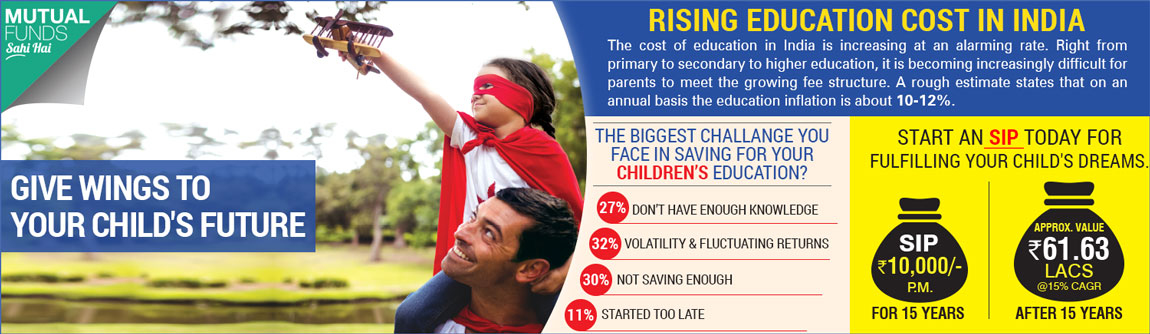 MUTUAL
FUNDS
Sahi Hai
GIVE WINGS TO
YOUR CHILD'S FUTURE
RISING EDUCATION COST IN INDIA
The cost of education in India is increasing at an alarming rate. Right from
primary to secondary to higher education, it is becoming increasingly difficult for
parents to meet the growing fee structure. A rough estimate states that on an
annual basis the education inflation is about 10-12%.
THE BIGGEST CHALLANGE YOU
FACE IN SAVING FOR YOUR
CHILDREN'S EDUCATION?
27% DON'T HAVE ENOUGH KNOWLEDGE
32% VOLATILITY & FLUCTUATING RETURNS
30% NOT SAVING ENOUGH
11% STARTED TOO LATE
START AN SIP TODAY FOR
FULFILLING YOUR CHILD'S DREAMS.
SIP
₹10,000/-
P.M.
FOR 15 YEARS
APPROX. VALUE
₹61.63
LACS
@15% CAGR
AFTER 15 YEARS